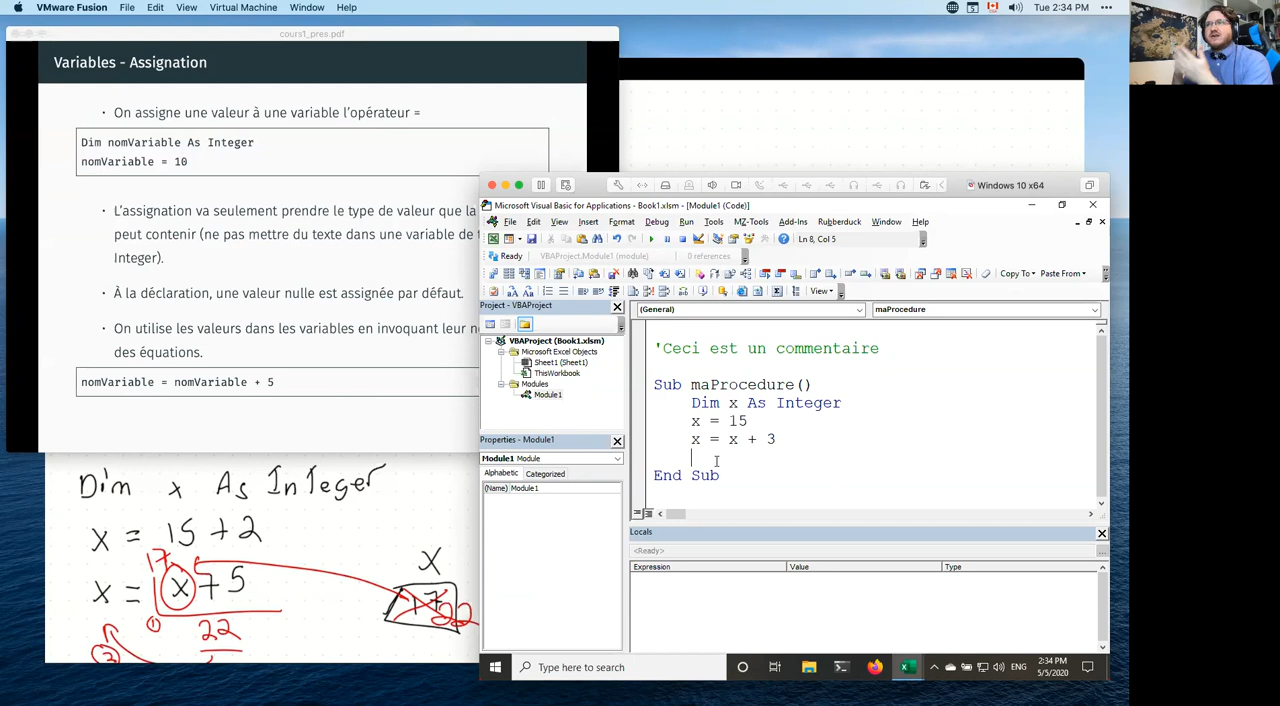 VMware Fusion File Edit View Virtual Machine Window Help
Tue 2:34 PM
cours1_pres.pdf
Variables - Assignation
• On assigne une valeur à une variable l'opérateur =
Dim nomVariable As Integer
nomVariable = 10
• L'assignation va seulement prendre le type de valeur que la
peut contenir (ne pas mettre du texte dans une variable de
Integer).
• À la déclaration, une valeur nulle est assignée par défaut.
• On utilise les valeurs dans les variables en invoquant leur
des équations.
nomVariable = nomVariable + 5
Dim x As Integer
x = 15 + 2
17
x = x + 5
x
22
Windows 10 x64
Microsoft Visual Basic for Applications - Book1.xlsm - [Module1 (Code)]
File Edit View Insert Format Debug Run Tools MZ-Tools Add-Ins Rubberduck Window Help
Ln 8, Col 5
Ready VBAProject.Module1 (module) 0 references
Copy To Paste From
View
Project - VBAProject
VBAProject (Book1.xlsm)
Microsoft Excel Objects
Sheet1 (Sheet1)
ThisWorkbook
Modules
Module1
Properties - Module1
Module1 Module
Alphabetic Categorized
(Name) Module1
(General) maProcedure
'Ceci est un commentaire
Sub maProcedure()
Dim x As Integer
x = 15
x = x + 3
End Sub
Locals
<Ready>
Expression Value Type
Type here to search
ENG
2:34 PM
5/5/2020